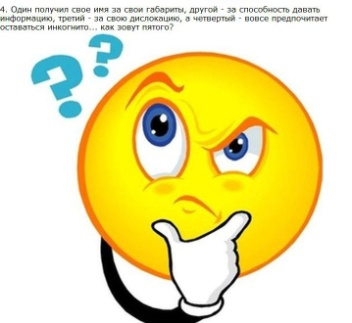 4. Один получил свое имя за свои габариты, другой - за способность давать
информацию, третий - за свою дислокацию, а четвертый - вовсе предпочитает
оставаться инкогнито... как зовут пятого?
? ?